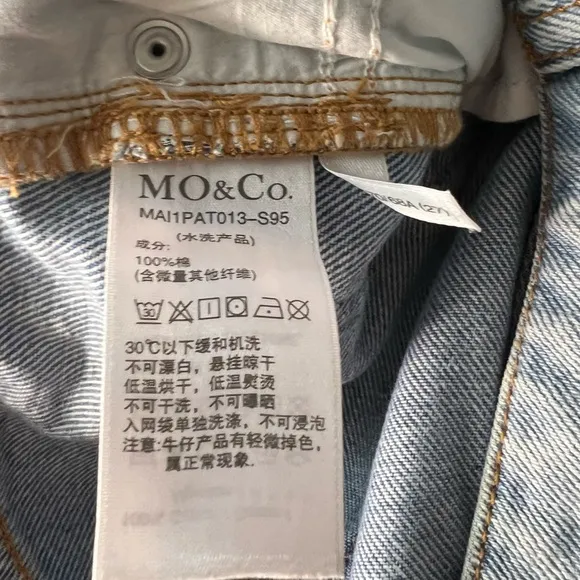 MO&Co.
MAI1PAT013-S95
(水洗产品)
成分:
100%棉
(含微量其他纤维)
30
30℃以下缓和机洗
不可漂白,悬挂晾干
低温烘干,低温熨烫
不可干洗,不可曝晒
入网袋单独洗涤,不可浸泡
注意:牛仔产品有轻微掉色,
属正常现象.
68A(27)